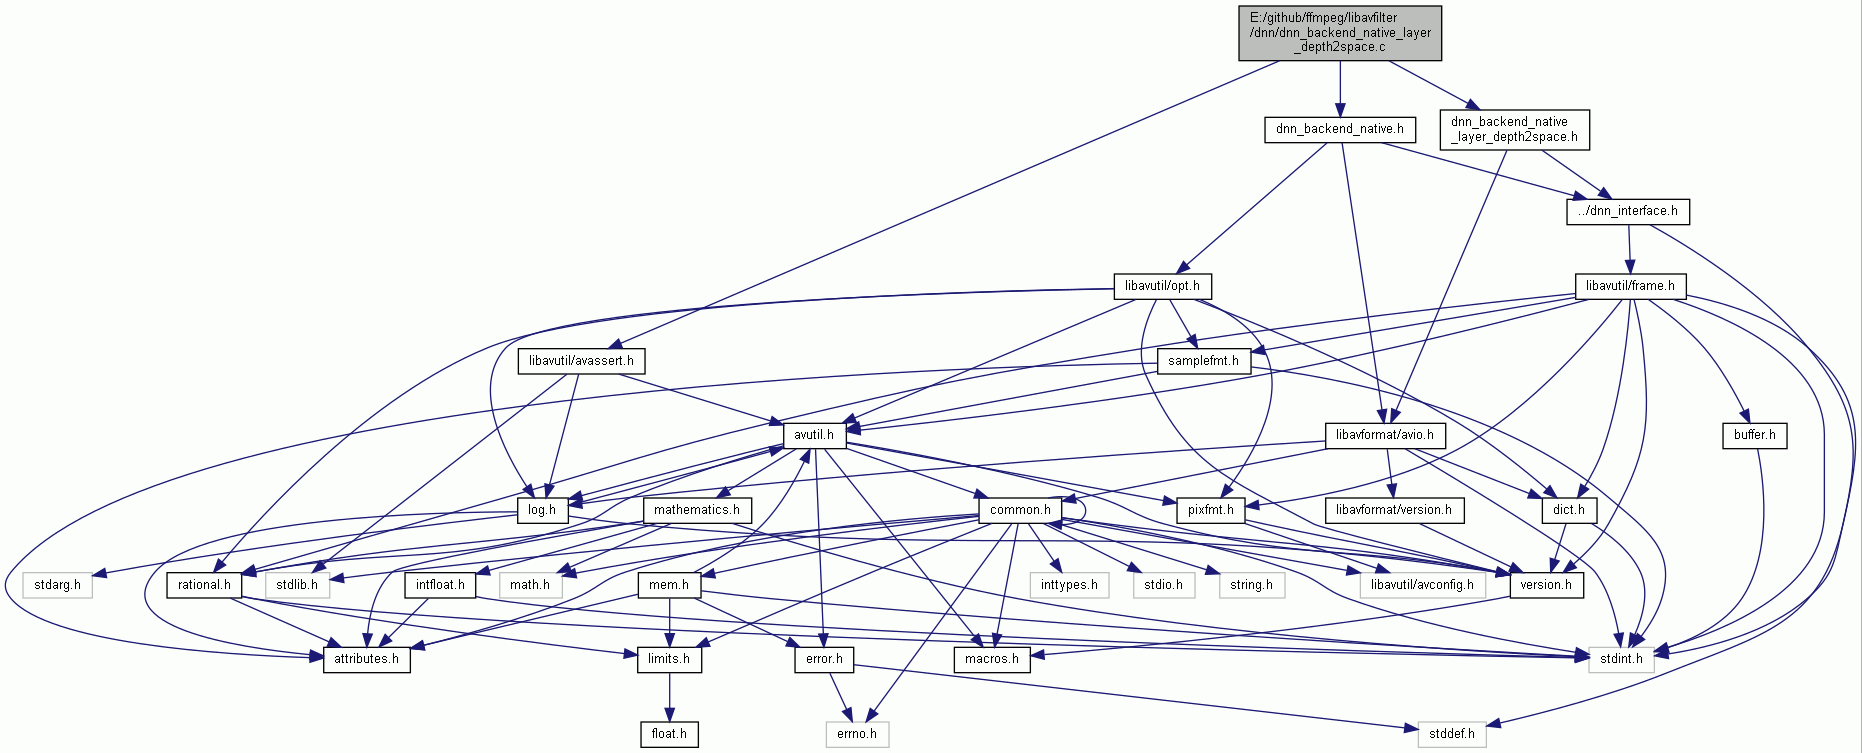 E:/github/ffmpeg/libavfilter
/dnn/dnn_backend_native_layer
_depth2space.c
dnn_backend_native.h
dnn_backend_native
_layer_depth2space.h
../dnn_interface.h
libavutil/opt.h
libavutil/frame.h
libavutil/avassert.h
samplefmt.h
avutil.h
libavformat/avio.h
buffer.h
log.h
mathematics.h
common.h
pixfmt.h
libavformat/version.h
dict.h
stdarg.h
rational.h
stdlib.h
intfloat.h
math.h
mem.h
inttypes.h
stdio.h
string.h
libavutil/avconfig.h
version.h
attributes.h
limits.h
error.h
macros.h
stdint.h
float.h
errno.h
stddef.h